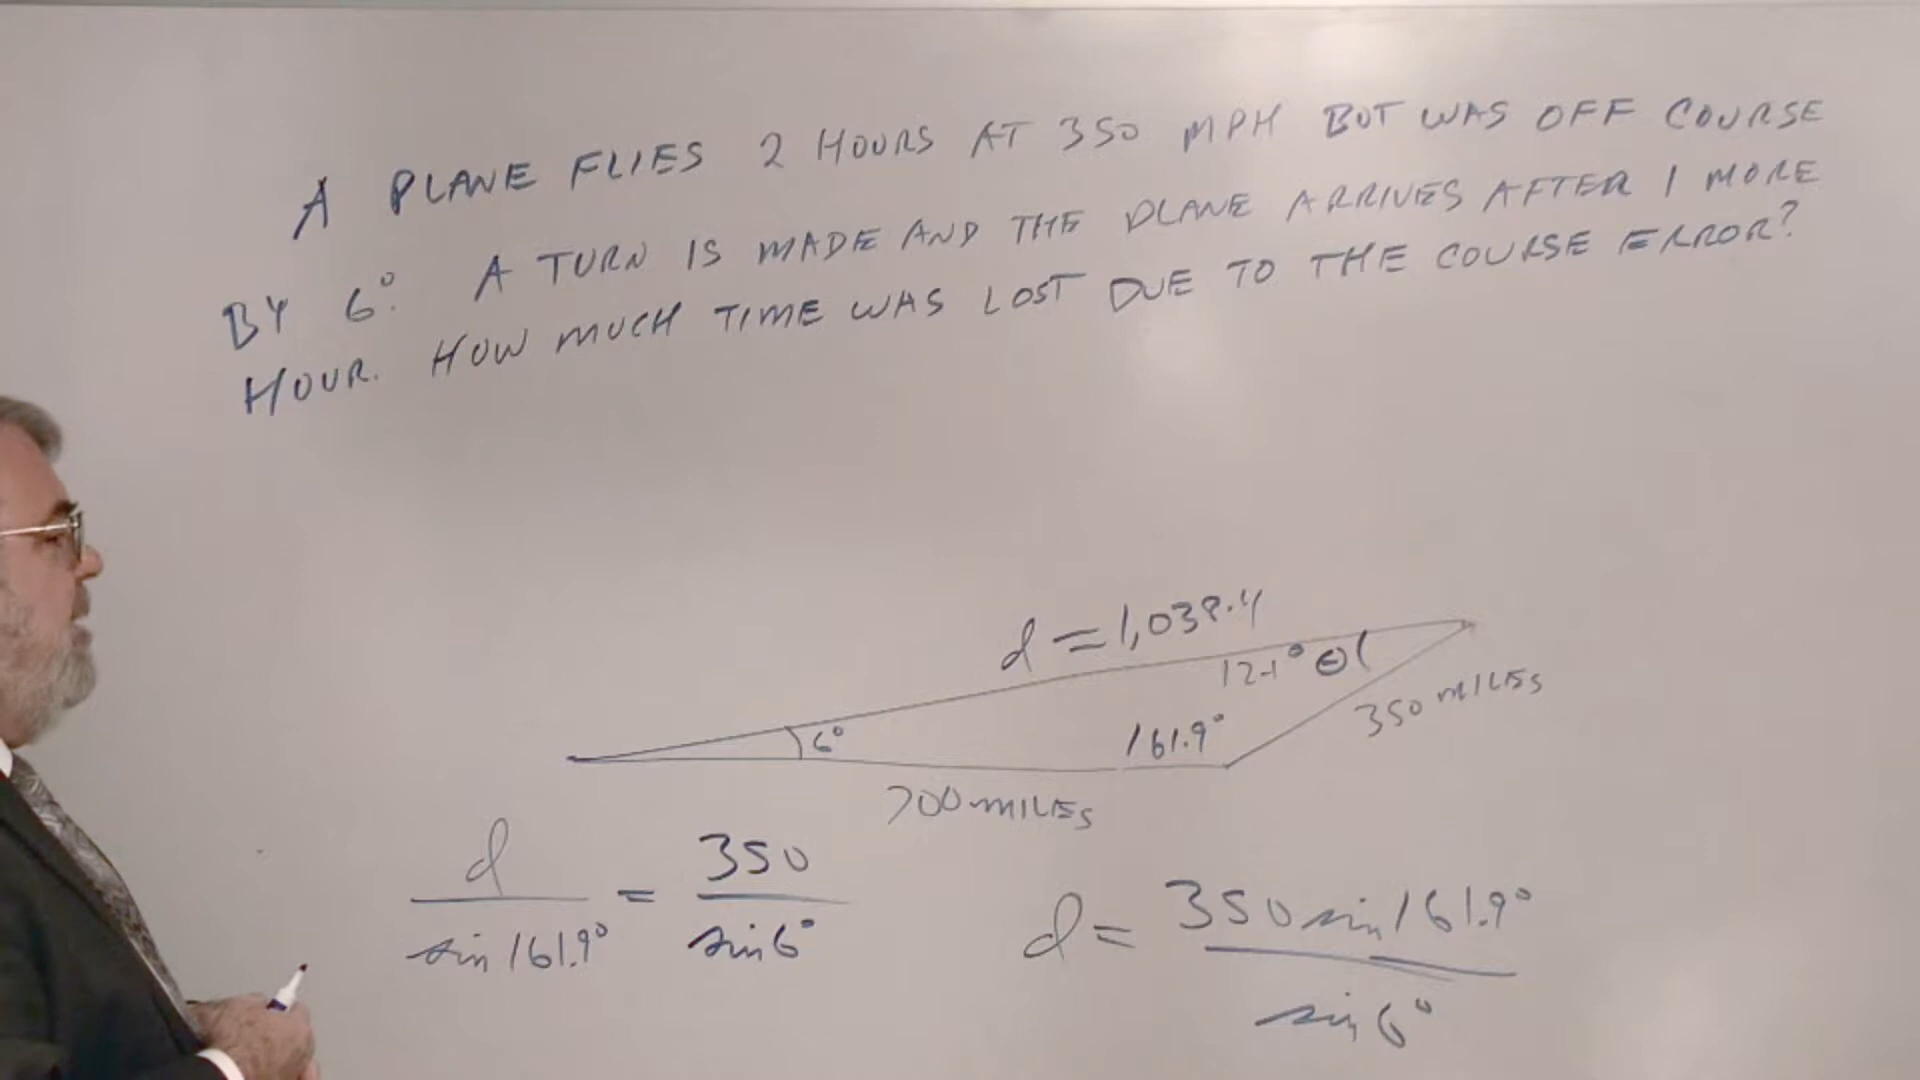 A PLANE FLIES 2 HOURS AT 350 MPH BUT WAS OFF COURSE
BY 6°. A TURN IS MADE AND THE PLANE ARRIVES AFTER 1 MORE
HOUR. HOW MUCH TIME WAS LOST DUE TO THE COURSE ERROR?
d = 1,038.4
12.1° θ
6°
161.9°
350 MILES
700 MILES
d / sin 161.9° = 350 / sin 6°
d = 350 sin 161.9° / sin 6°